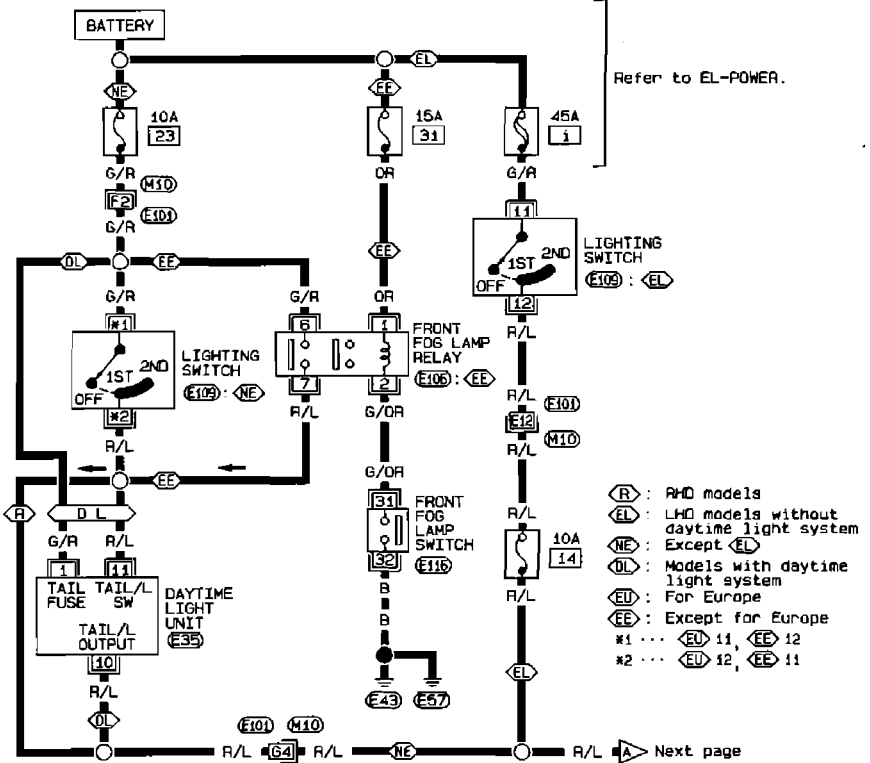 BATTERY
EL
Refer to EL-POWER.
NE
EE
10A
23
15A
31
45A
i
G/R
OR
G/R
M10
F2
E101
G/R
DL
EE
EE
11
1ST
2ND
OFF
12
LIGHTING
SWITCH
E109 : EL
G/R
G/R
OR
R/L
*1
1ST
2ND
OFF
*2
LIGHTING
SWITCH
E109 : NE
6
1
7
2
FRONT
FOG LAMP
RELAY
E106 : EE
R/L
R/L
G/OR
R/L
E101
E12
M10
R/L
EE
G/OR
R
DL
31
32
FRONT
FOG
LAMP
SWITCH
E116
R/L
10A
14
R/L
G/R
R/L
1
11
TAIL
FUSE
TAIL/L
SW
TAIL/L
OUTPUT
10
DAYTIME
LIGHT
UNIT
E35
B
B
E43
E57
EL
R/L
DL
E101
M10
R/L
G4
R/L
NE
R/L
A
Next page
R : RHD models
EL : LHD models without
daytime light system
NE : Except EL
DL : Models with daytime
light system
EU : For Europe
EE : Except for Europe
*1 ··· EU 11, EE 12
*2 ··· EU 12, EE 11